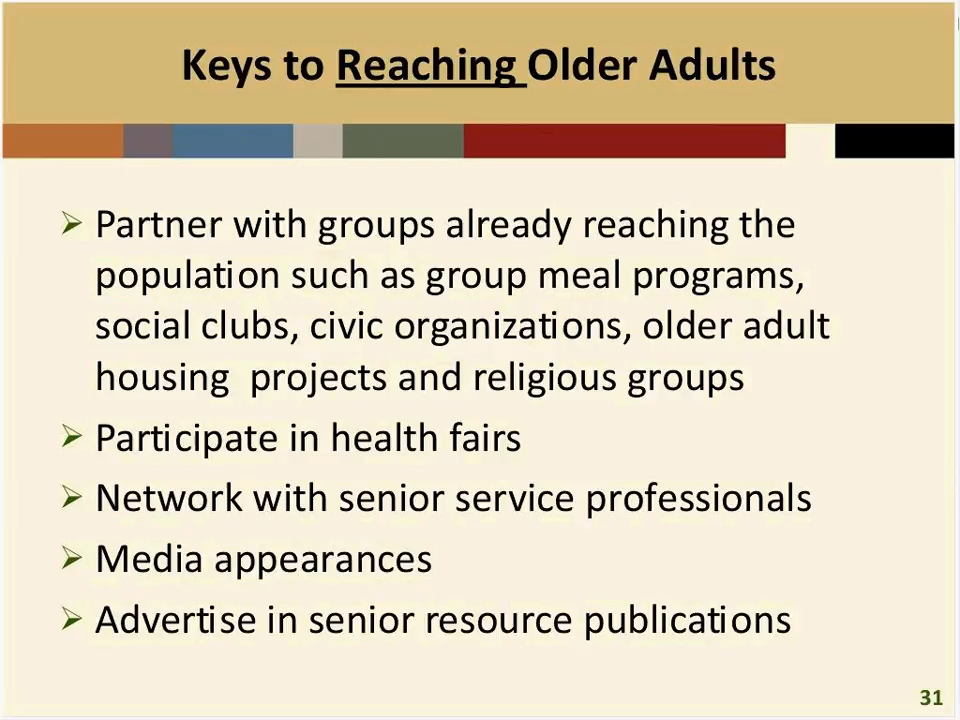 Keys to Reaching Older Adults
➢ Partner with groups already reaching the
population such as group meal programs,
social clubs, civic organizations, older adult
housing  projects and religious groups
➢ Participate in health fairs
➢ Network with senior service professionals
➢ Media appearances
➢ Advertise in senior resource publications
31